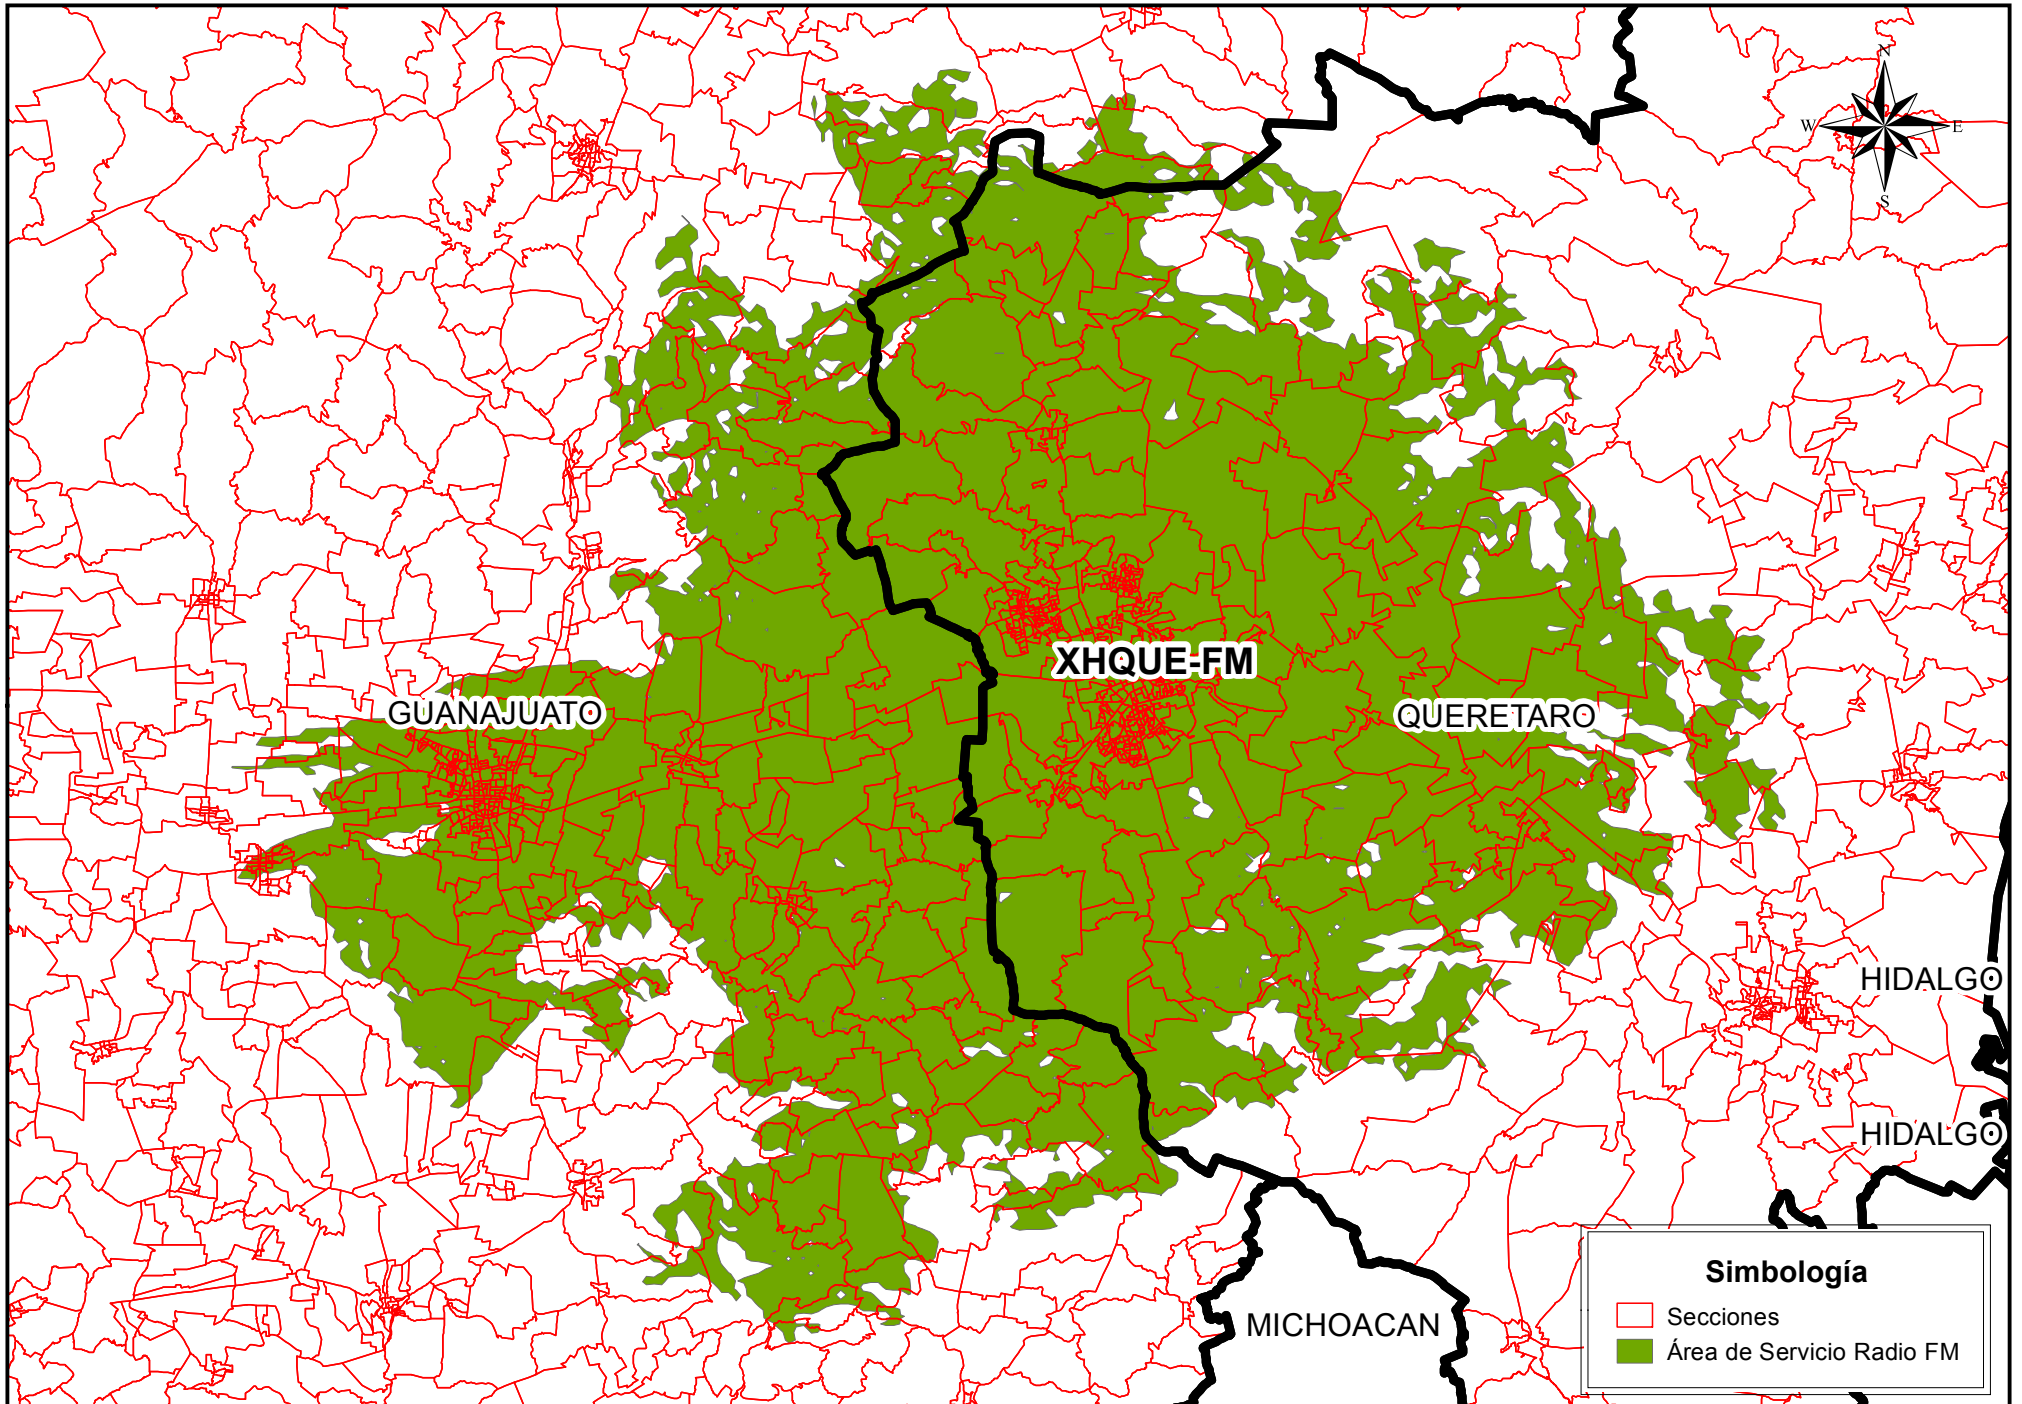 N
W E
S
XHQUE-FM
GUANAJUATO
QUERETARO
HIDALGO
HIDALGO
MICHOACAN
Simbología
Secciones
Área de Servicio Radio FM